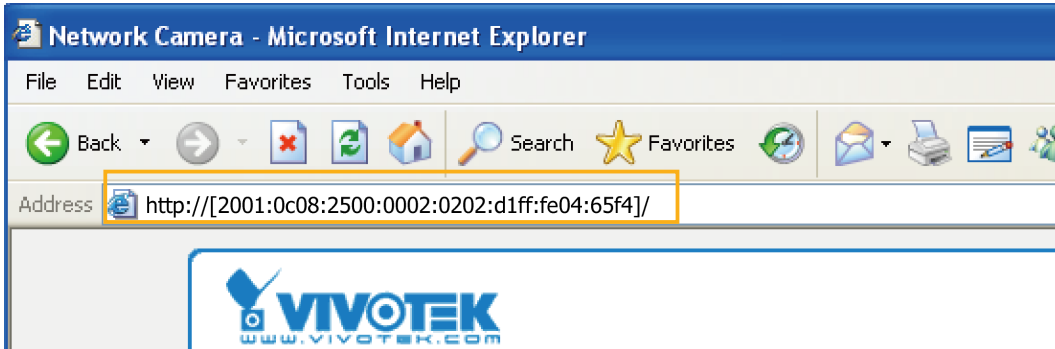 Network Camera - Microsoft Internet Explorer
File Edit View Favorites Tools Help
Back Search Favorites
Address http://[2001:0c08:2500:0002:0202:d1ff:fe04:65f4]/
VIVOTEK
www.vivotek.com